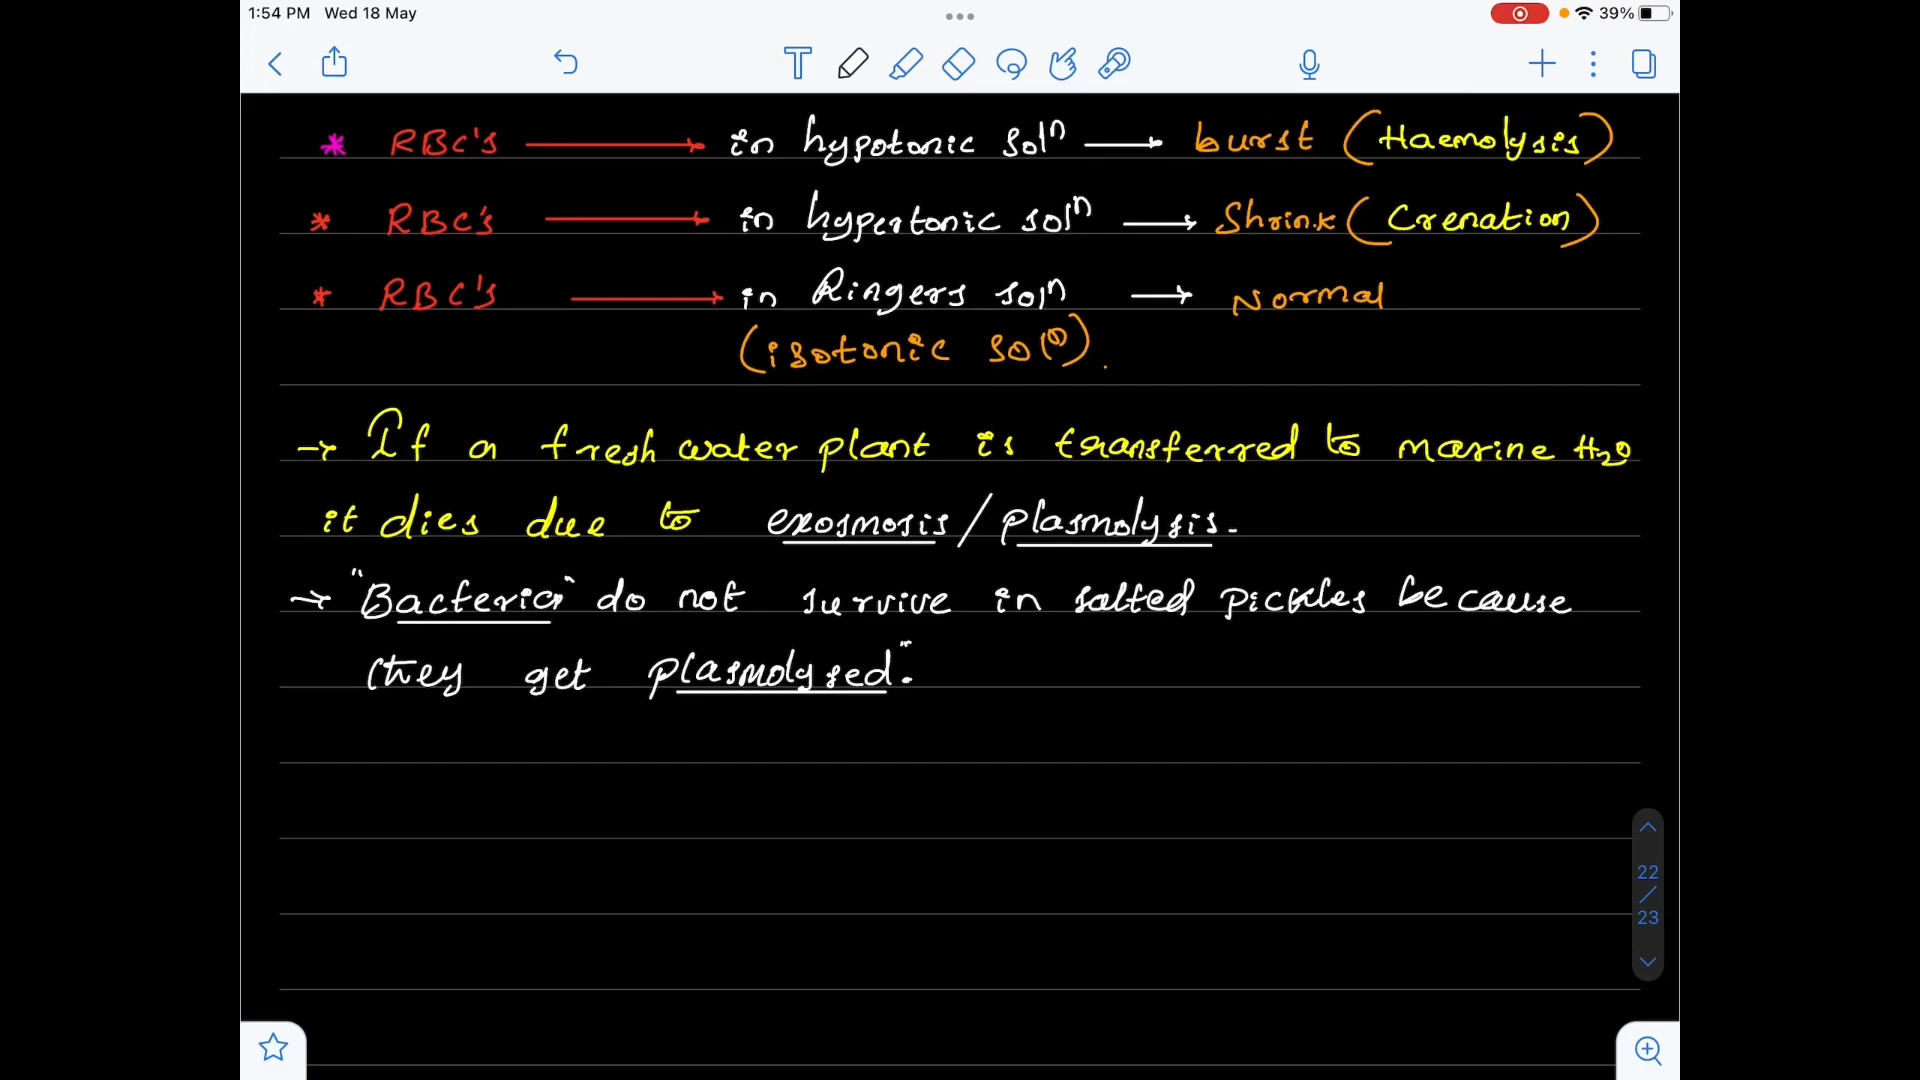 1:54 PM Wed 18 May
39%
* RBC's → in hypotonic solⁿ → burst (Haemolysis)
* RBC's → in hypertonic solⁿ → Shrink (Crenation)
* RBC's → in Ringers solⁿ → Normal
(isotonic solⁿ).
→ If a fresh water plant is transferred to marine H₂O
it dies due to exosmosis / plasmolysis.
→ "Bacteria" do not survive in salted pickles because
they get plasmolysed".
22
/
23